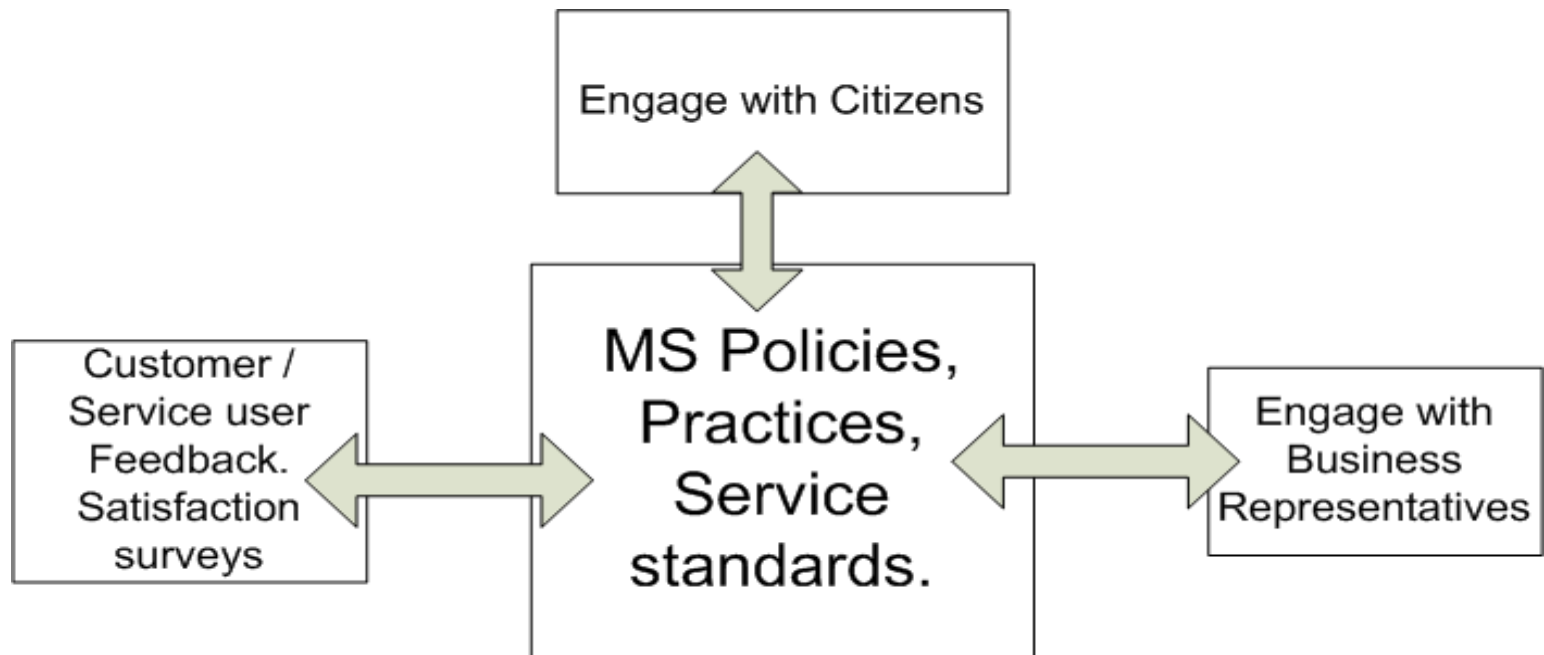 Engage with Citizens
Customer /
Service user
Feedback.
Satisfaction
surveys
MS Policies,
Practices,
Service
standards.
Engage with
Business
Representatives